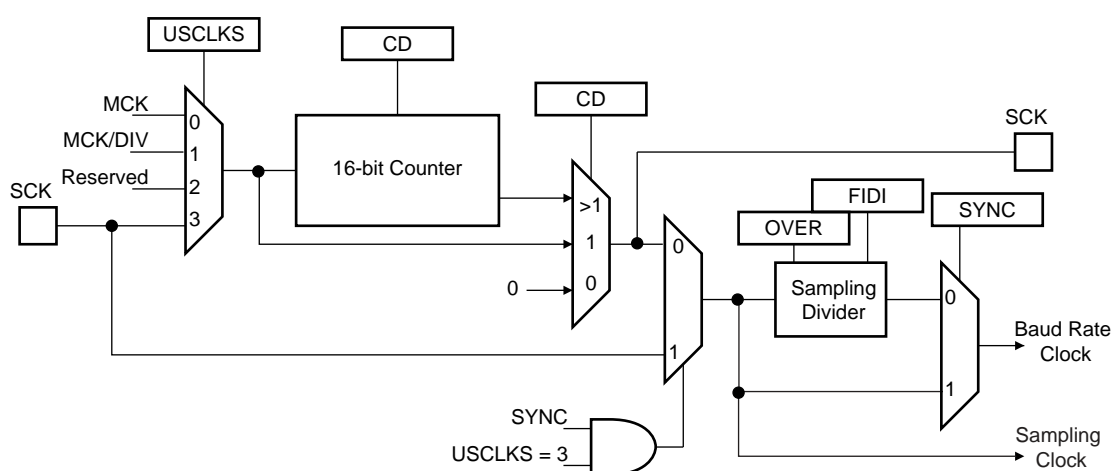 USCLKS
CD
CD
MCK
0
MCK/DIV
1
Reserved
2
SCK
3
16-bit Counter
>1
1
0
0
SCK
FIDI
OVER
SYNC
0
1
Sampling
Divider
0
1
Baud Rate
Clock
SYNC
USCLKS = 3
Sampling
Clock